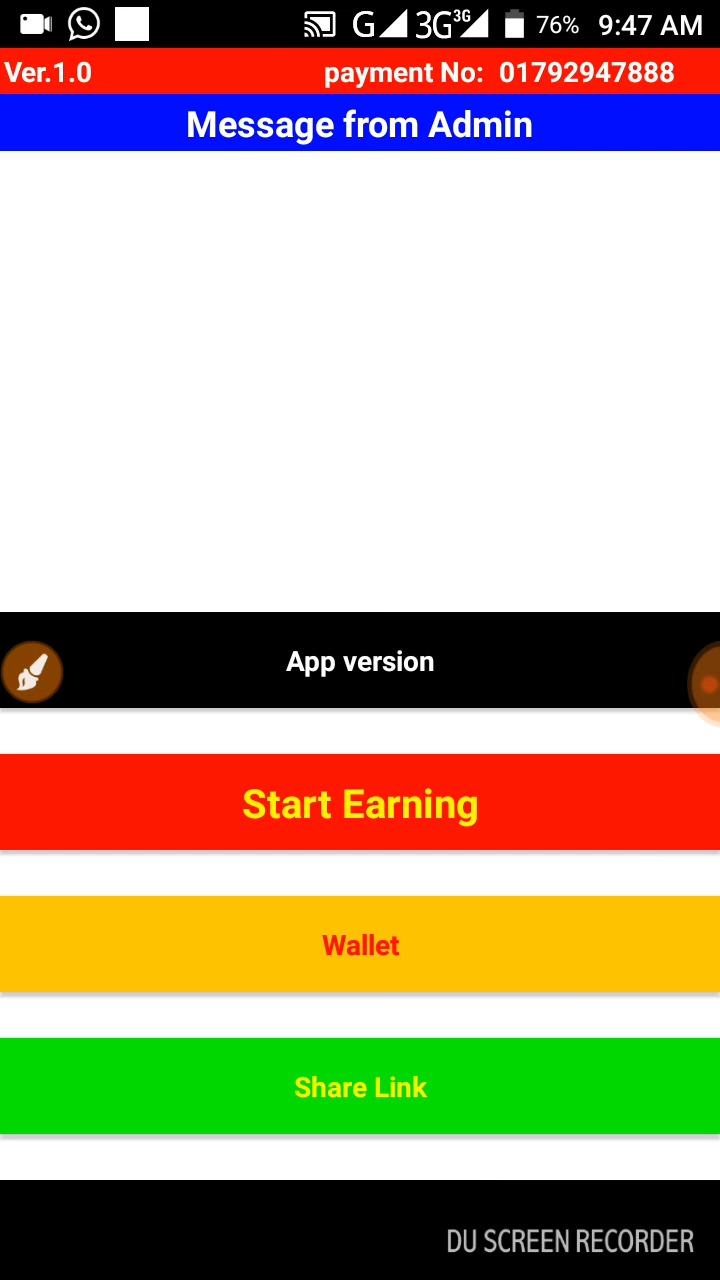 G 3G 3G 76% 9:47 AM
Ver.1.0 payment No: 01792947888
Message from Admin
App version
Start Earning
Wallet
Share Link
DU SCREEN RECORDER